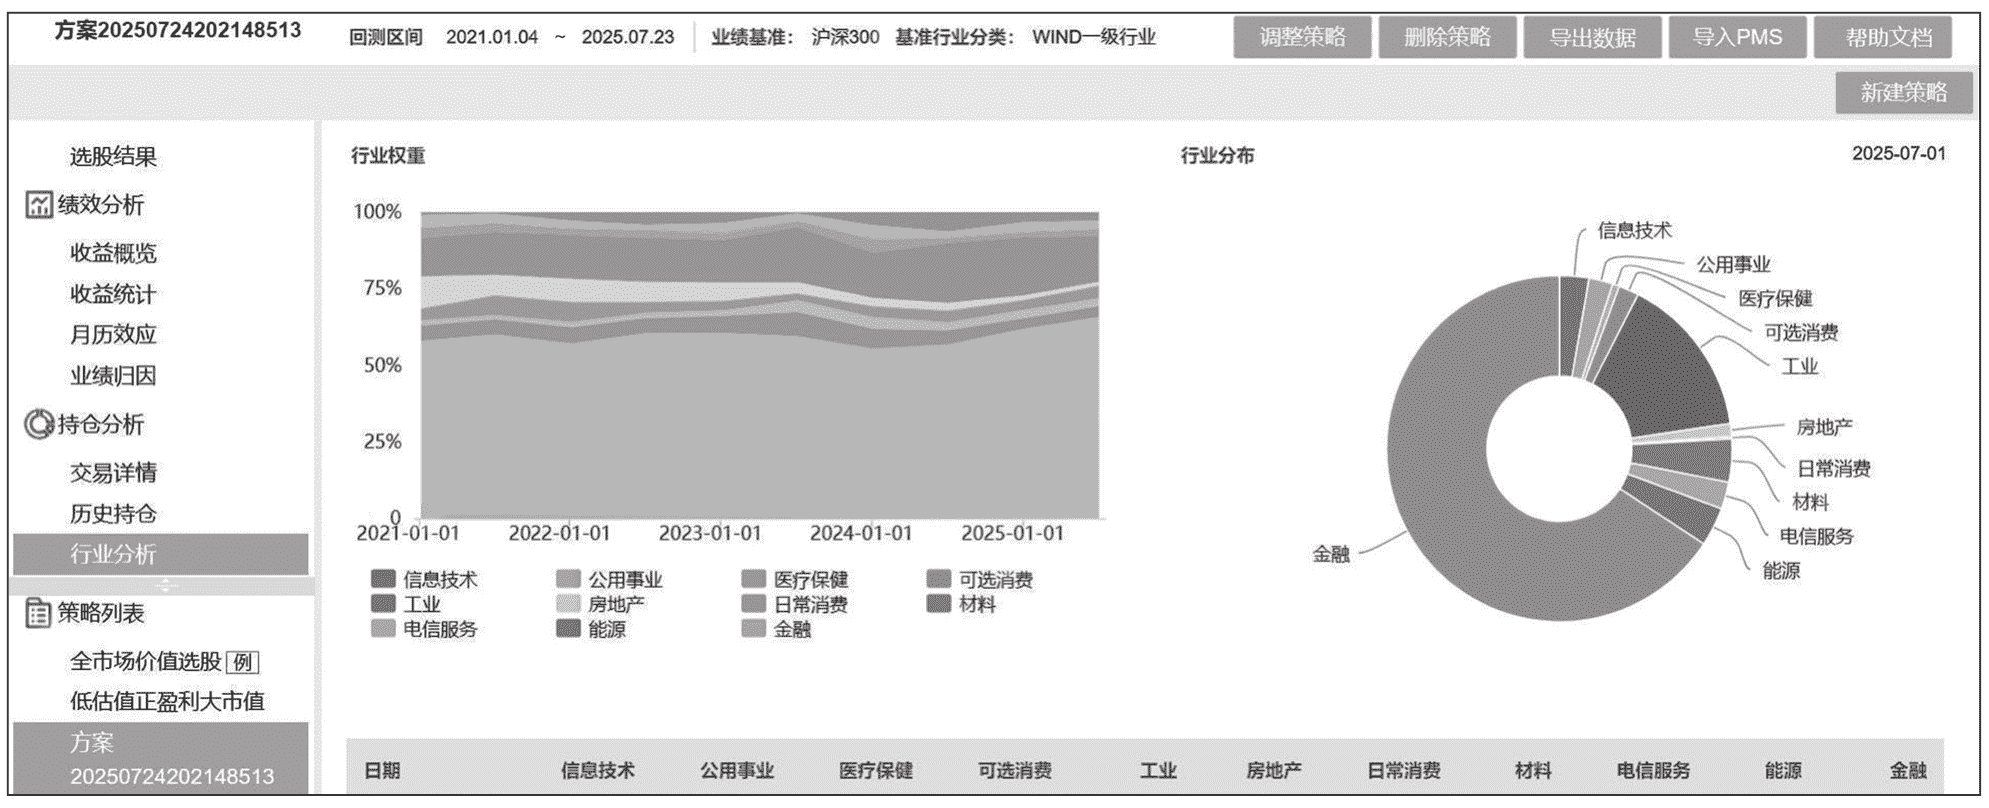 方案20250724202148513
回测区间 2021.01.04 ~ 2025.07.23 业绩基准： 沪深300 基准行业分类： WIND一级行业
调整策略 删除策略 导出数据 导入PMS 帮助文档
新建策略
选股结果
绩效分析
收益概览
收益统计
月历效应
业绩归因
持仓分析
交易详情
历史持仓
行业分析
策略列表
全市场价值选股 例
低估值正盈利大市值
方案
20250724202148513
行业权重
100%
75%
50%
25%
0
2021-01-01 2022-01-01 2023-01-01 2024-01-01 2025-01-01
信息技术 公用事业 医疗保健 可选消费
工业 房地产 日常消费 材料
电信服务 能源 金融
行业分布 2025-07-01
信息技术
公用事业
医疗保健
可选消费
工业
房地产
日常消费
材料
电信服务
能源
金融
日期 信息技术 公用事业 医疗保健 可选消费 工业 房地产 日常消费 材料 电信服务 能源 金融